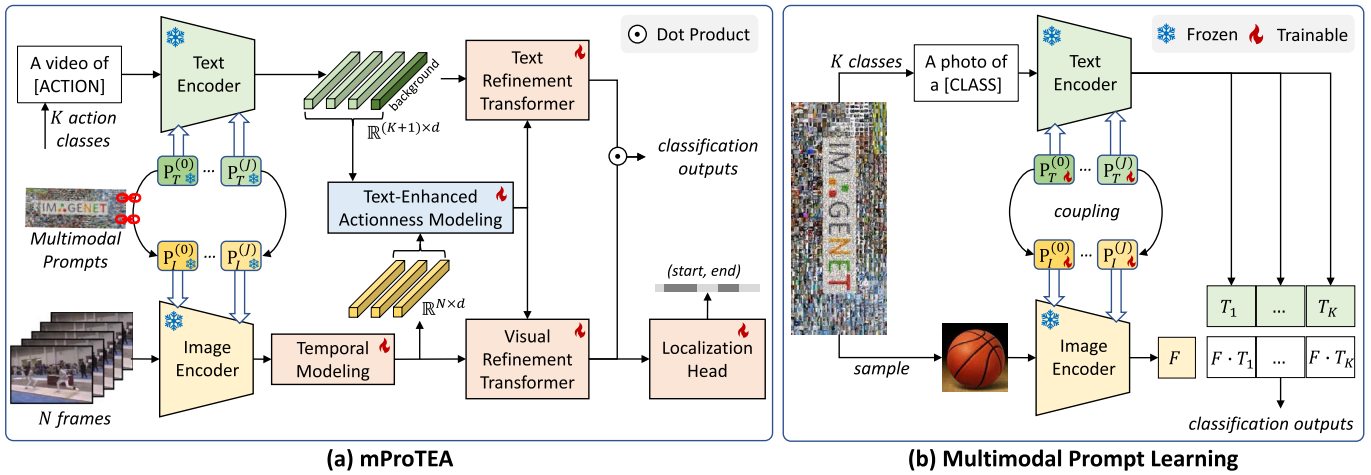 Dot Product
A video of
[ACTION]
K action
classes
Text
Encoder
background
ℝ^{(K+1)×d}
Text
Refinement
Transformer
classification
outputs
P_T^{(0)} ... P_T^{(J)}
IMAGENET
Multimodal
Prompts
Text-Enhanced
Actionness Modeling
P_I^{(0)} ... P_I^{(J)}
ℝ^{N×d}
(start, end)
Image
Encoder
Temporal
Modeling
Visual
Refinement
Transformer
Localization
Head
N frames
(a) mProTEA
Frozen
Trainable
K classes
A photo of
a [CLASS]
Text
Encoder
IMAGENET
P_T^{(0)} ... P_T^{(J)}
coupling
P_I^{(0)} ... P_I^{(J)}
T_1 ... T_K
sample
Image
Encoder
F
F · T_1 ... F · T_K
classification outputs
(b) Multimodal Prompt Learning